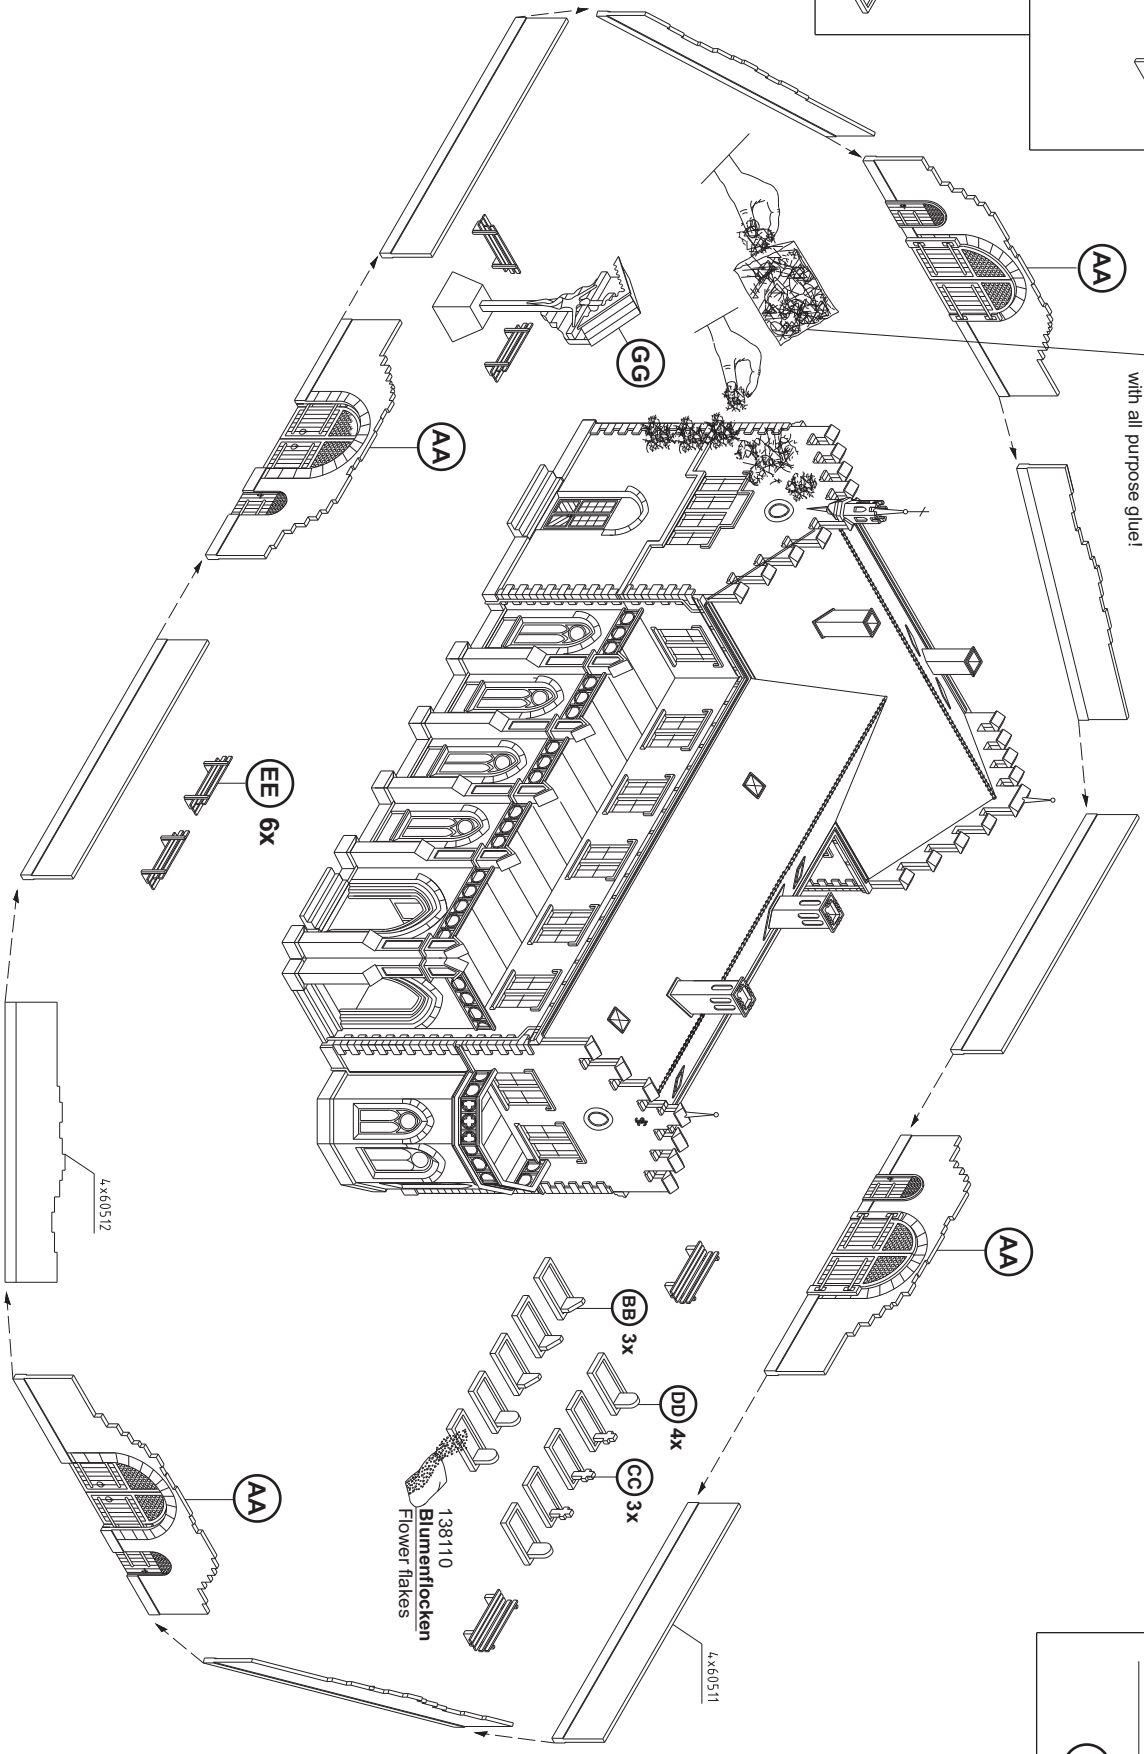 with all purpose glue!
AA
GG
AA
EE 6x
AA
BB 3x
DD 4x
CC 3x
138110
Blumenflocken
Flower flakes
4x60512
AA
4x60511